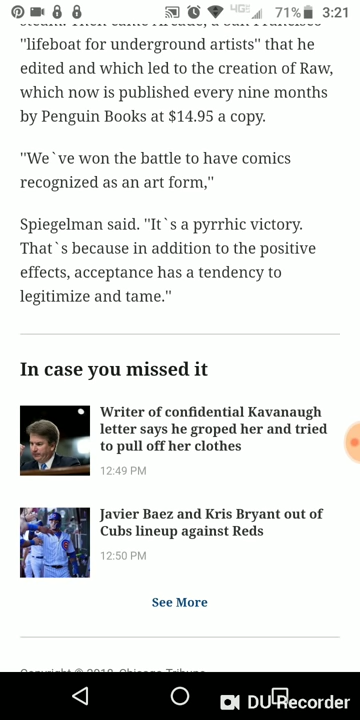 71% 3:21
"lifeboat for underground artists" that he
edited and which led to the creation of Raw,
which now is published every nine months
by Penguin Books at $14.95 a copy.
"We`ve won the battle to have comics
recognized as an art form,"
Spiegelman said. "It`s a pyrrhic victory.
That`s because in addition to the positive
effects, acceptance has a tendency to
legitimize and tame."
In case you missed it
Writer of confidential Kavanaugh
letter says he groped her and tried
to pull off her clothes
12:49 PM
Javier Baez and Kris Bryant out of
Cubs lineup against Reds
12:50 PM
See More
Copyright © 2018, Chicago Tribune
DU Recorder